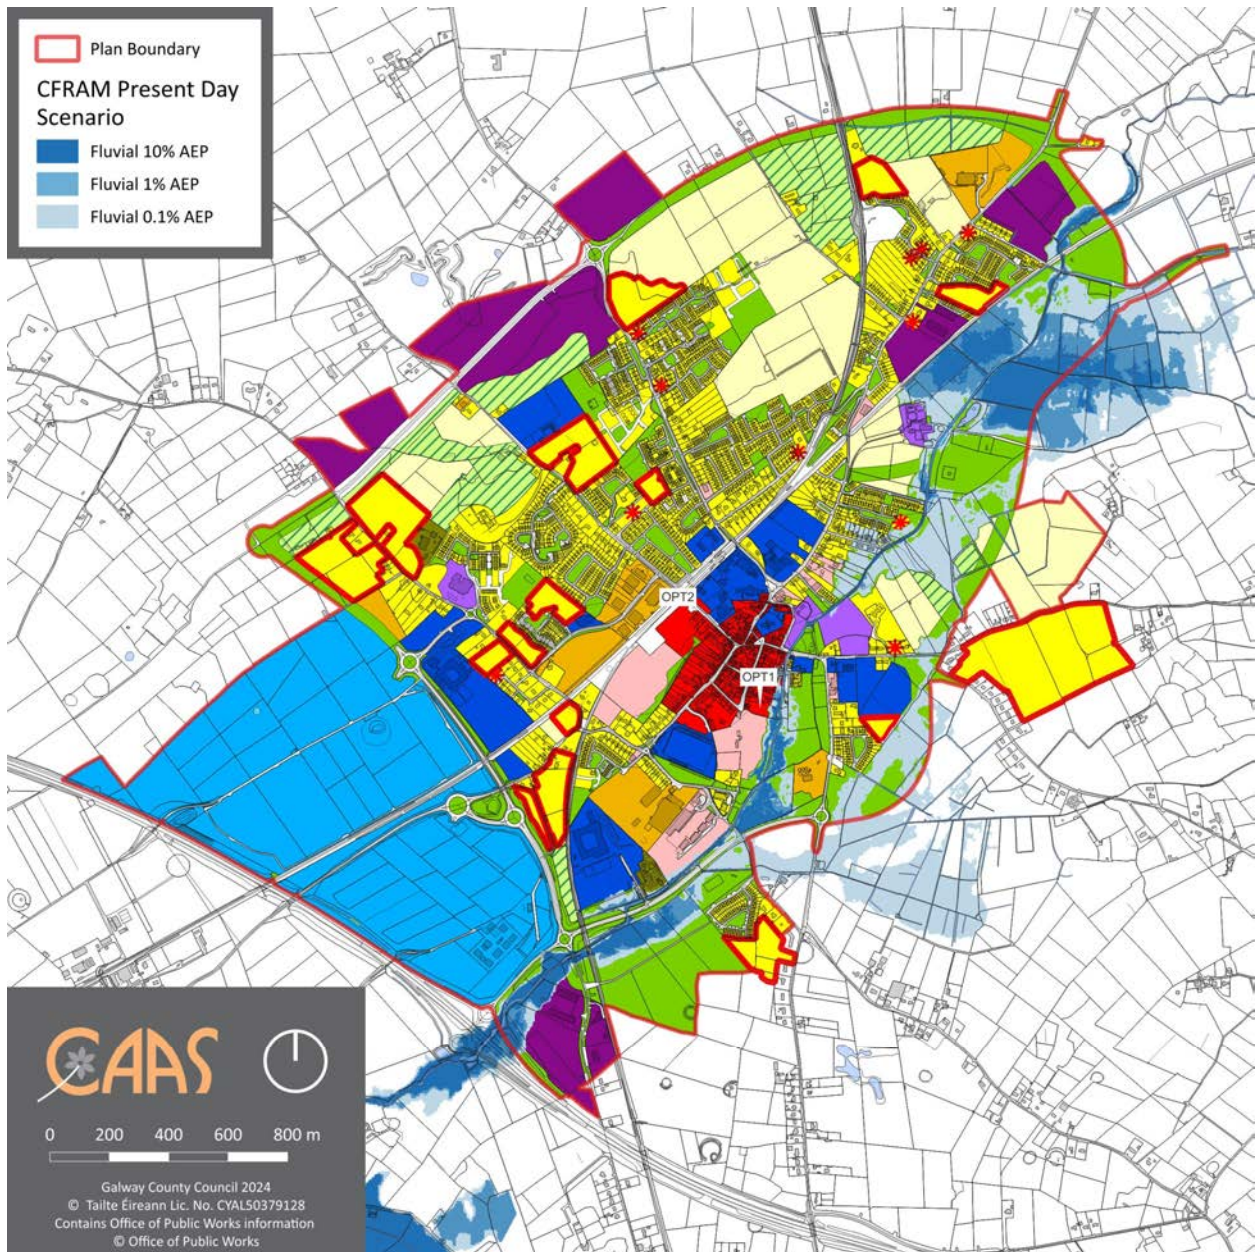 Plan Boundary
CFRAM Present Day
Scenario
Fluvial 10% AEP
Fluvial 1% AEP
Fluvial 0.1% AEP
OPT2
OPT1
CAAS
0 200 400 600 800 m
Galway County Council 2024
© Tailte Éireann Lic. No. CYAL50379128
Contains Office of Public Works information
© Office of Public Works